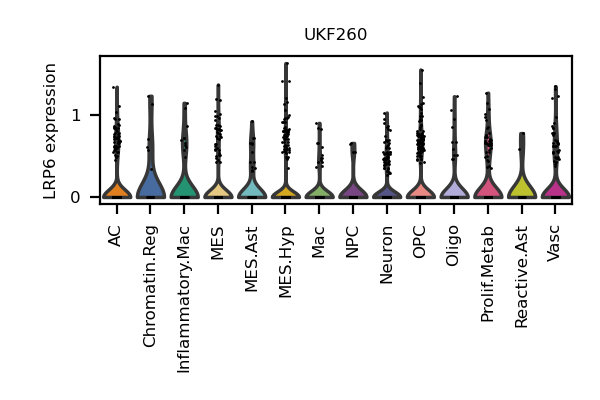 UKF260
LRP6 expression
1
0
AC
Chromatin.Reg
Inflammatory.Mac
MES
MES.Ast
MES.Hyp
Mac
NPC
Neuron
OPC
Oligo
Prolif.Metab
Reactive.Ast
Vasc